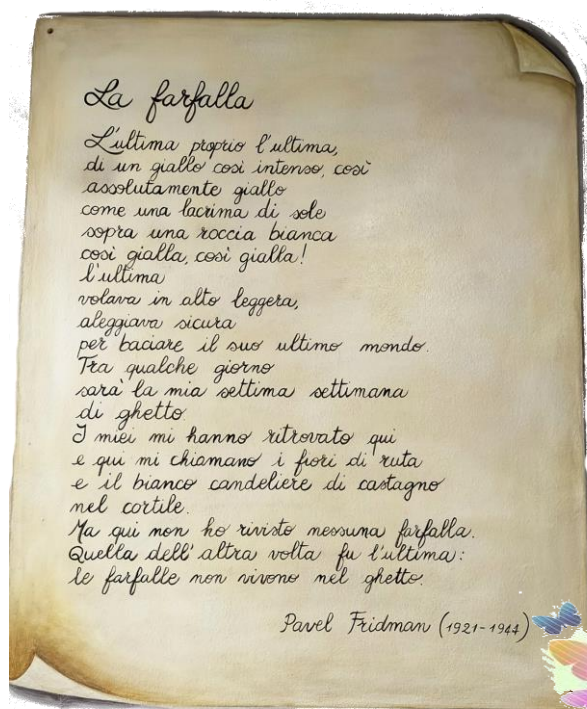 La farfalla
L'ultima proprio l'ultima,
di un giallo così intenso, così
assolutamente giallo
come una lacrima di sole
sopra una roccia bianca
così gialla, così gialla!
l'ultima
volava in alto leggera,
aleggiava sicura
per baciare il suo ultimo mondo.
Tra qualche giorno
sarà la mia settima settimana
di ghetto.
I miei mi hanno ritrovato qui
e qui mi chiamano i fiori di ruta
e il bianco candeliere di castagno
nel cortile.
Ma qui non ho rivisto nessuna farfalla.
Quella dell'altra volta fu l'ultima:
le farfalle non vivono nel ghetto.
Pavel Fridman (1921-1944)